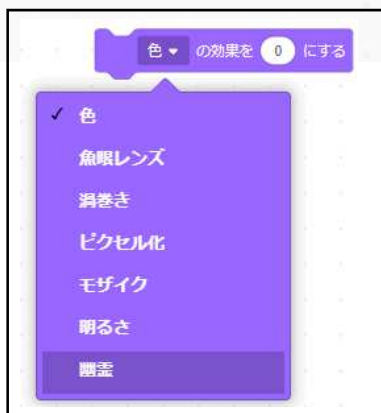 色 の効果を 0 にする
✓ 色
魚眼レンズ
渦巻き
ピクセル化
モザイク
明るさ
幽霊